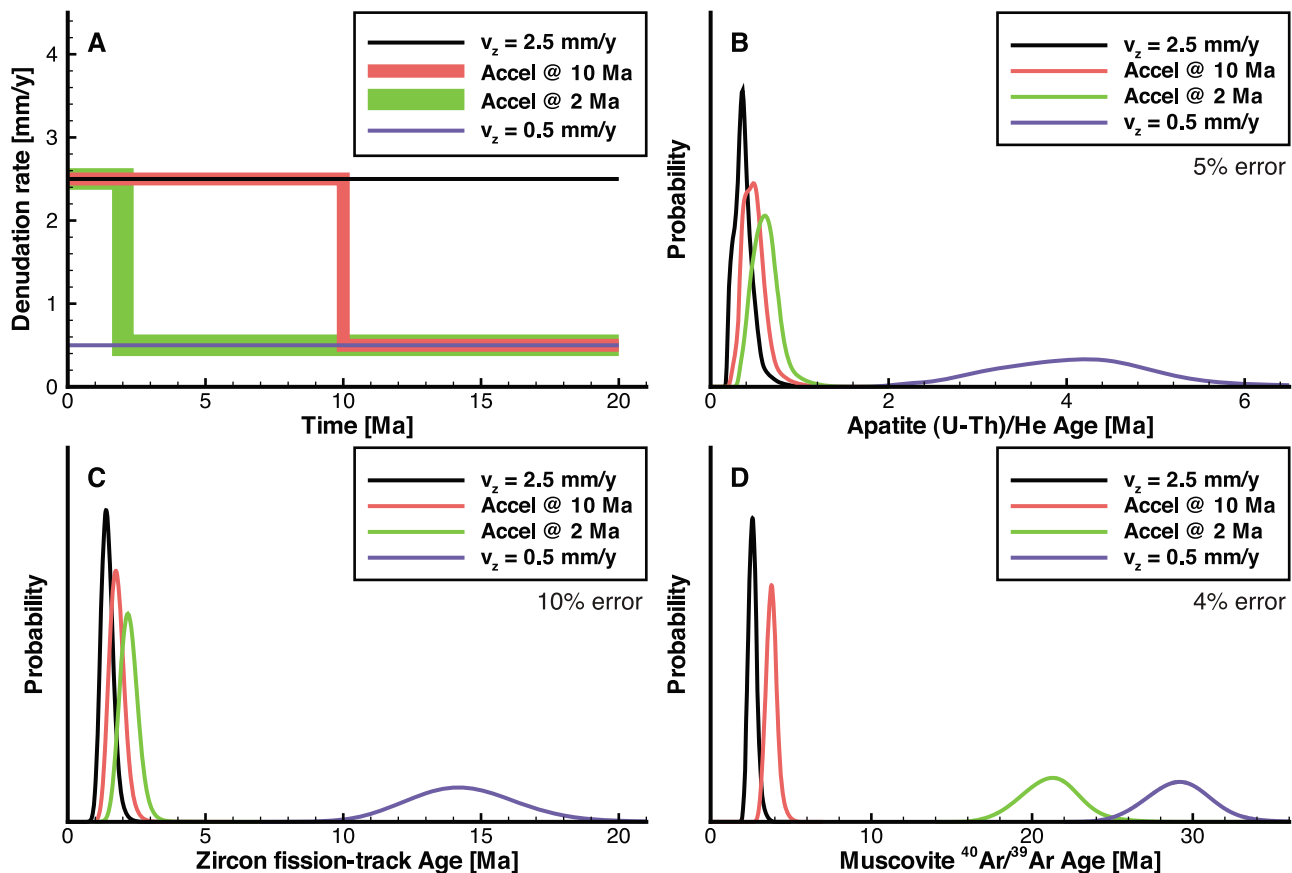 A
v_z = 2.5 mm/y
Accel @ 10 Ma
Accel @ 2 Ma
v_z = 0.5 mm/y
Denudation rate [mm/y]
4
3
2
1
0
0 5 10 15 20
Time [Ma]
B
v_z = 2.5 mm/y
Accel @ 10 Ma
Accel @ 2 Ma
v_z = 0.5 mm/y
5% error
Probability
0 2 4 6
Apatite (U-Th)/He Age [Ma]
C
v_z = 2.5 mm/y
Accel @ 10 Ma
Accel @ 2 Ma
v_z = 0.5 mm/y
10% error
Probability
0 5 10 15 20
Zircon fission-track Age [Ma]
D
v_z = 2.5 mm/y
Accel @ 10 Ma
Accel @ 2 Ma
v_z = 0.5 mm/y
4% error
Probability
0 10 20 30
Muscovite ⁴⁰Ar/³⁹Ar Age [Ma]